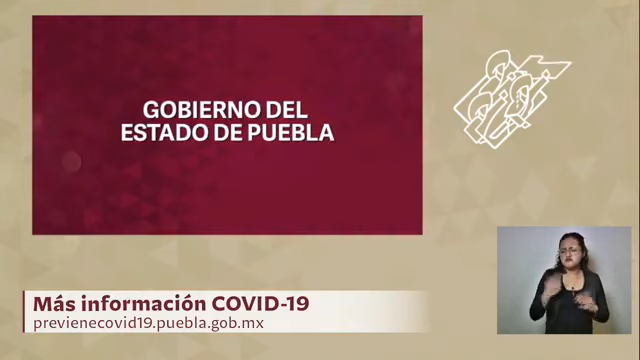 GOBIERNO DEL
ESTADO DE PUEBLA
Más información COVID-19
previenecovid19.puebla.gob.mx